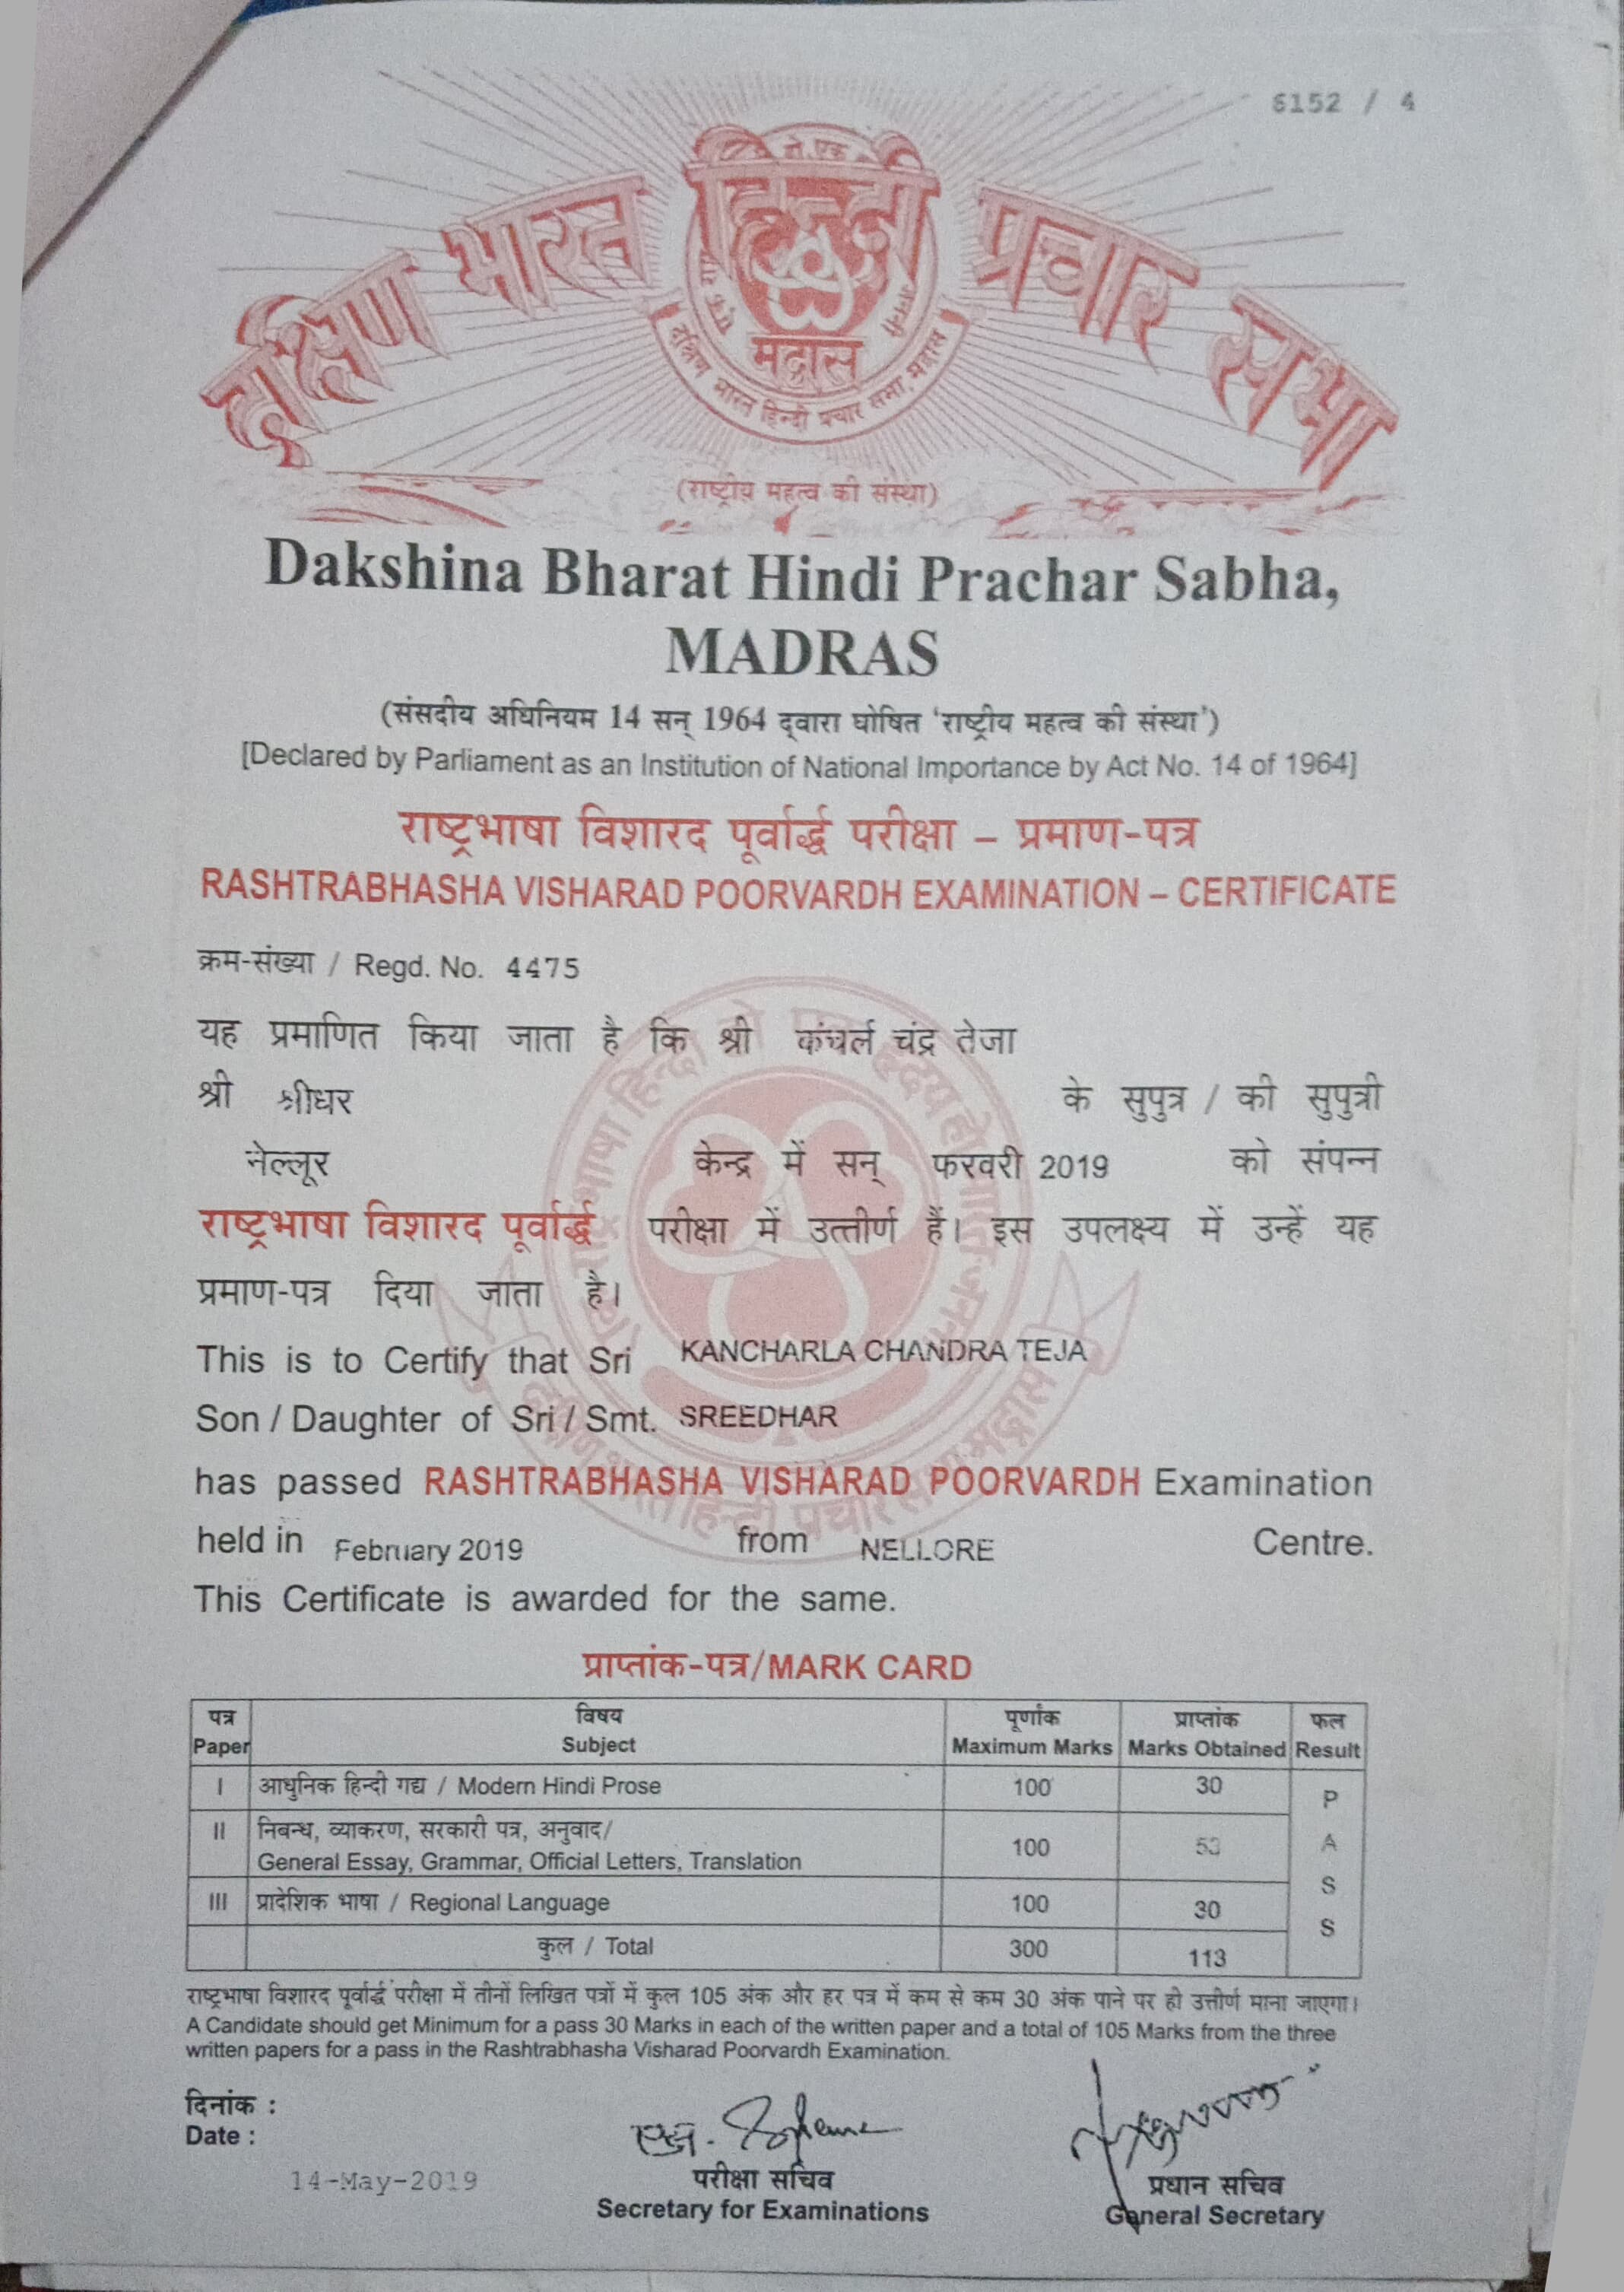 6152 / 4
दक्षिण भारत हिन्दी प्रचार सभा
मद्रास
दक्षिण भारत हिन्दी प्रचार सभा मद्रास
(राष्ट्रीय महत्व की संस्था)
Dakshina Bharat Hindi Prachar Sabha,
MADRAS
(संसदीय अधिनियम 14 सन् 1964 द्वारा घोषित ‘राष्ट्रीय महत्व की संस्था’)
[Declared by Parliament as an Institution of National Importance by Act No. 14 of 1964]
राष्ट्रभाषा विशारद पूर्वार्द्ध परीक्षा – प्रमाण-पत्र
RASHTRABHASHA VISHARAD POORVARDH EXAMINATION – CERTIFICATE
क्रम-संख्या / Regd. No. 4475
यह प्रमाणित किया जाता है कि श्री कंचर्ल चंद्र तेजा
श्री श्रीधर के सुपुत्र / की सुपुत्री
नेल्लूर केन्द्र में सन् फरवरी 2019 को संपन्न
राष्ट्रभाषा विशारद पूर्वार्द्ध परीक्षा में उत्तीर्ण हैं। इस उपलक्ष्य में उन्हें यह
प्रमाण-पत्र दिया जाता है।
This is to Certify that Sri KANCHARLA CHANDRA TEJA
Son / Daughter of Sri / Smt. SREEDHAR
has passed RASHTRABHASHA VISHARAD POORVARDH Examination
held in February 2019 from NELLORE Centre.
This Certificate is awarded for the same.
प्राप्तांक-पत्र/MARK CARD
पत्र विषय पूर्णांक प्राप्तांक फल
Paper Subject Maximum Marks Marks Obtained Result
I आधुनिक हिन्दी गद्य / Modern Hindi Prose 100 30 P
II निबन्ध, व्याकरण, सरकारी पत्र, अनुवाद/
General Essay, Grammar, Official Letters, Translation 100 53 A
III प्रादेशिक भाषा / Regional Language 100 30 S
कुल / Total 300 113 S
राष्ट्रभाषा विशारद पूर्वार्द्ध परीक्षा में तीनों लिखित पत्रों में कुल 105 अंक और हर पत्र में कम से कम 30 अंक पाने पर ही उत्तीर्ण माना जाएगा।
A Candidate should get Minimum for a pass 30 Marks in each of the written paper and a total of 105 Marks from the three
written papers for a pass in the Rashtrabhasha Visharad Poorvardh Examination.
दिनांक :
Date :
14-May-2019
परीक्षा सचिव
Secretary for Examinations
प्रधान सचिव
General Secretary